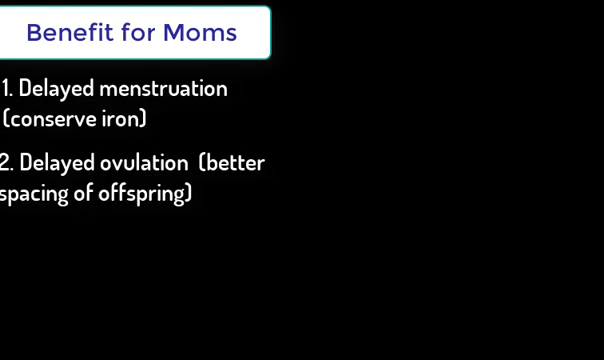 Benefit for Moms
1. Delayed menstruation
(conserve iron)
2. Delayed ovulation (better
spacing of offspring)